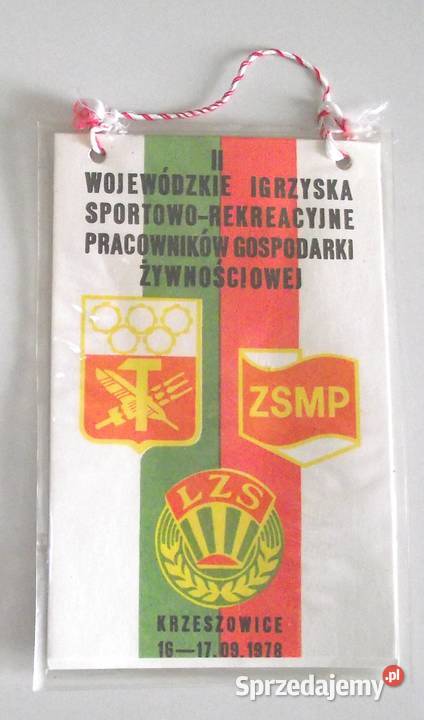 II
WOJEWÓDZKIE IGRZYSKA
SPORTOWO-REKREACYJNE
PRACOWNIKÓW GOSPODARKI
ŻYWNOŚCIOWEJ
ZSMP
LZS
KRZESZOWICE
16—17.09.1978
Sprzedajemy.pl